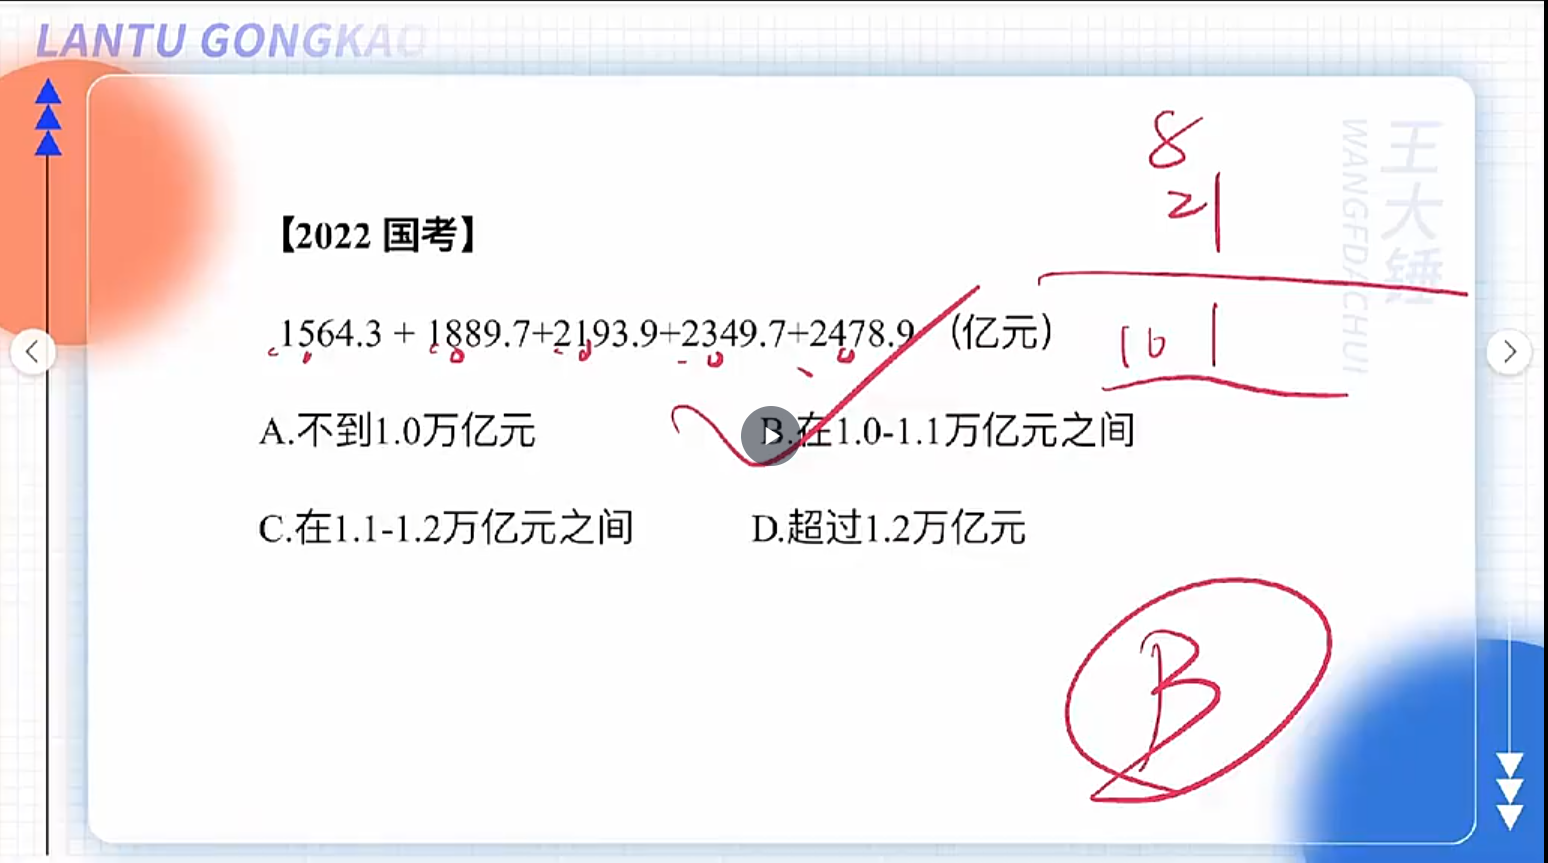 LANTU GONGKAO
王大锤
WANGFDACHUI
【2022 国考】
1564.3 + 1889.7+2193.9+2349.7+2478.9 (亿元)
A.不到1.0万亿元
B.在1.0-1.1万亿元之间
C.在1.1-1.2万亿元之间
D.超过1.2万亿元
8
21
101
B